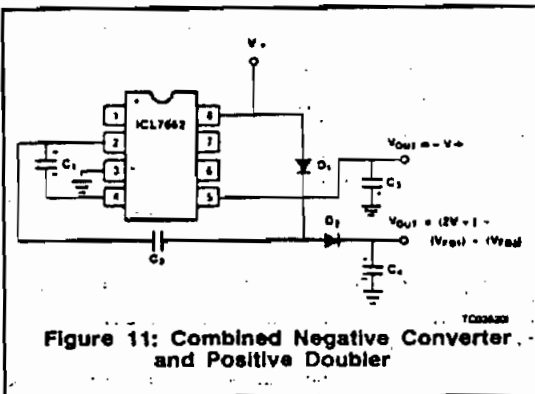 V+
ICL7662
1
2
3
4
8
7
6
5
C1
D1
VOUT = - V+
C3
D2
VOUT = (2V+) -
(VFD1) - (VFD2)
C4
Figure 11: Combined Negative Converter
and Positive Doubler